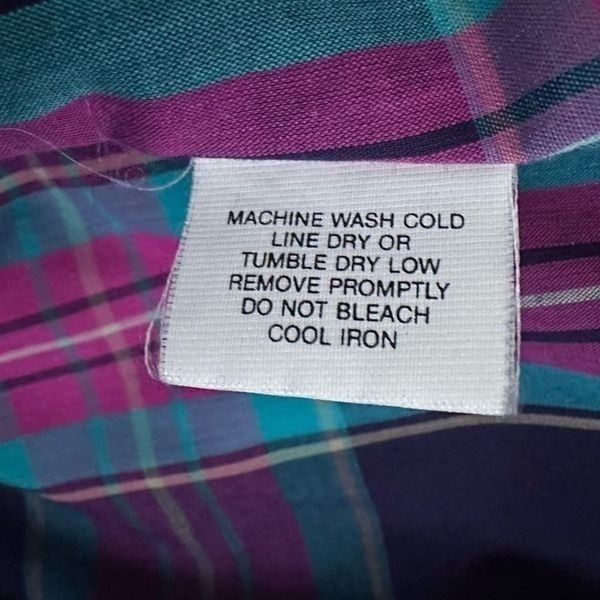 MACHINE WASH COLD
LINE DRY OR
TUMBLE DRY LOW
REMOVE PROMPTLY
DO NOT BLEACH
COOL IRON